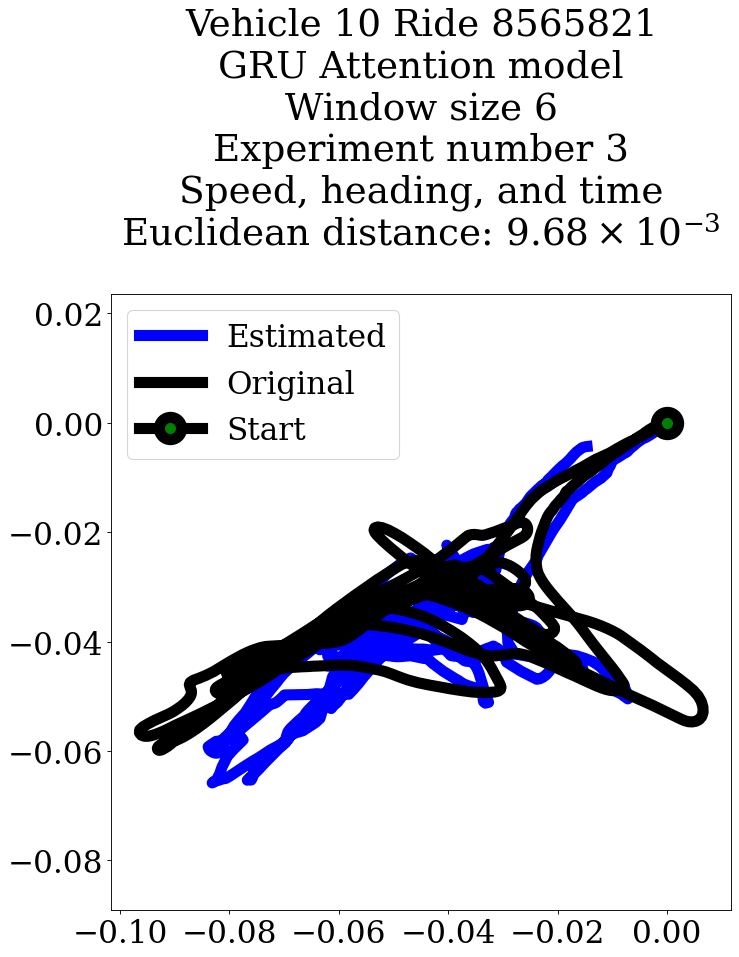 Vehicle 10 Ride 8565821
GRU Attention model
Window size 6
Experiment number 3
Speed, heading, and time
Euclidean distance: 9.68 × 10⁻³
Estimated
Original
Start
0.02
0.00
−0.02
−0.04
−0.06
−0.08
−0.10 −0.08 −0.06 −0.04 −0.02 0.00